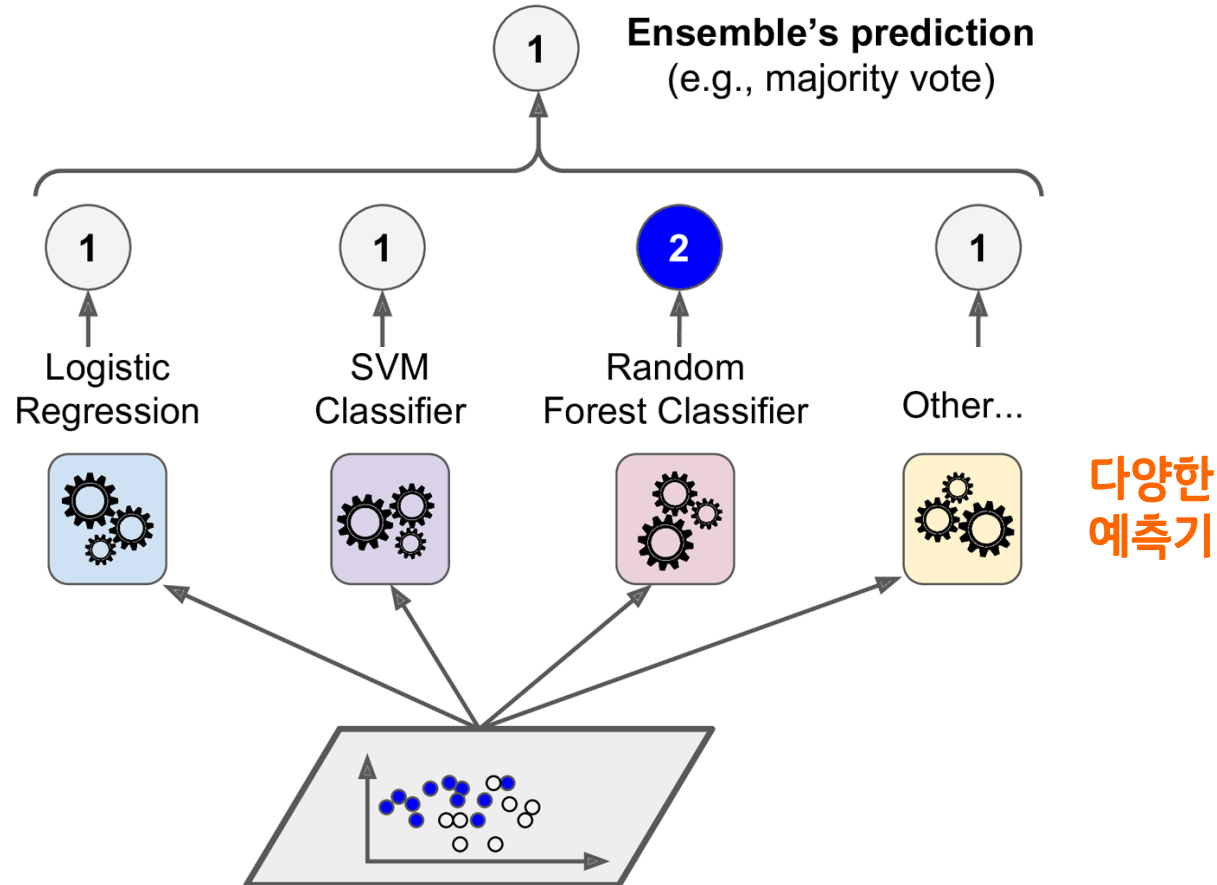 1
Ensemble's prediction
(e.g., majority vote)
1
1
2
1
Logistic
Regression
SVM
Classifier
Random
Forest Classifier
Other...
다양한
예측기